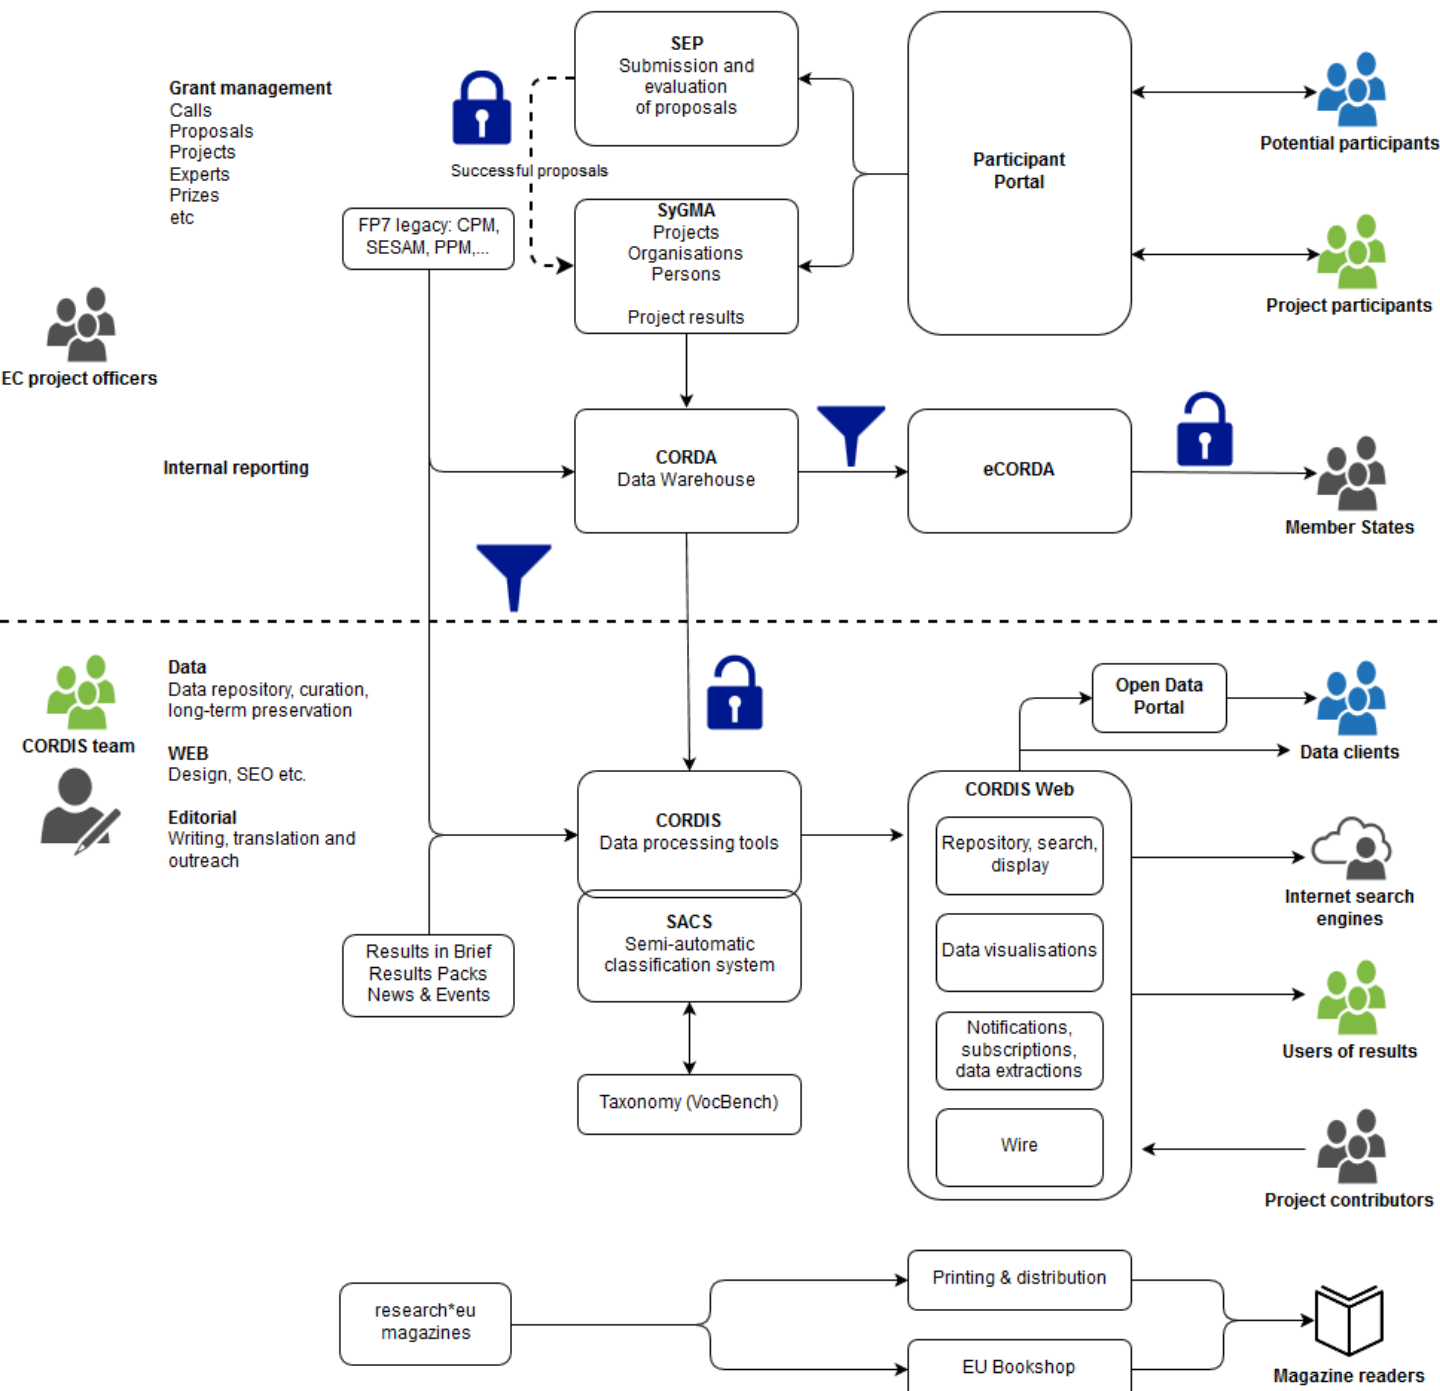 SEP
Submission and
evaluation
of proposals
Grant management
Calls
Proposals
Projects
Experts
Prizes
etc
Successful proposals
Participant
Portal
Potential participants
FP7 legacy: CPM,
SESAM, PPM,...
SyGMA
Projects
Organisations
Persons
Project results
Project participants
EC project officers
Internal reporting
CORDA
Data Warehouse
eCORDA
Member States
CORDIS team
Data
Data repository, curation,
long-term preservation
WEB
Design, SEO etc.
Editorial
Writing, translation and
outreach
Open Data
Portal
Data clients
CORDIS
Data processing tools
SACS
Semi-automatic
classification system
Taxonomy (VocBench)
Results in Brief
Results Packs
News & Events
CORDIS Web
Repository, search,
display
Data visualisations
Notifications,
subscriptions,
data extractions
Wire
Internet search
engines
Users of results
Project contributors
research*eu
magazines
Printing & distribution
EU Bookshop
Magazine readers